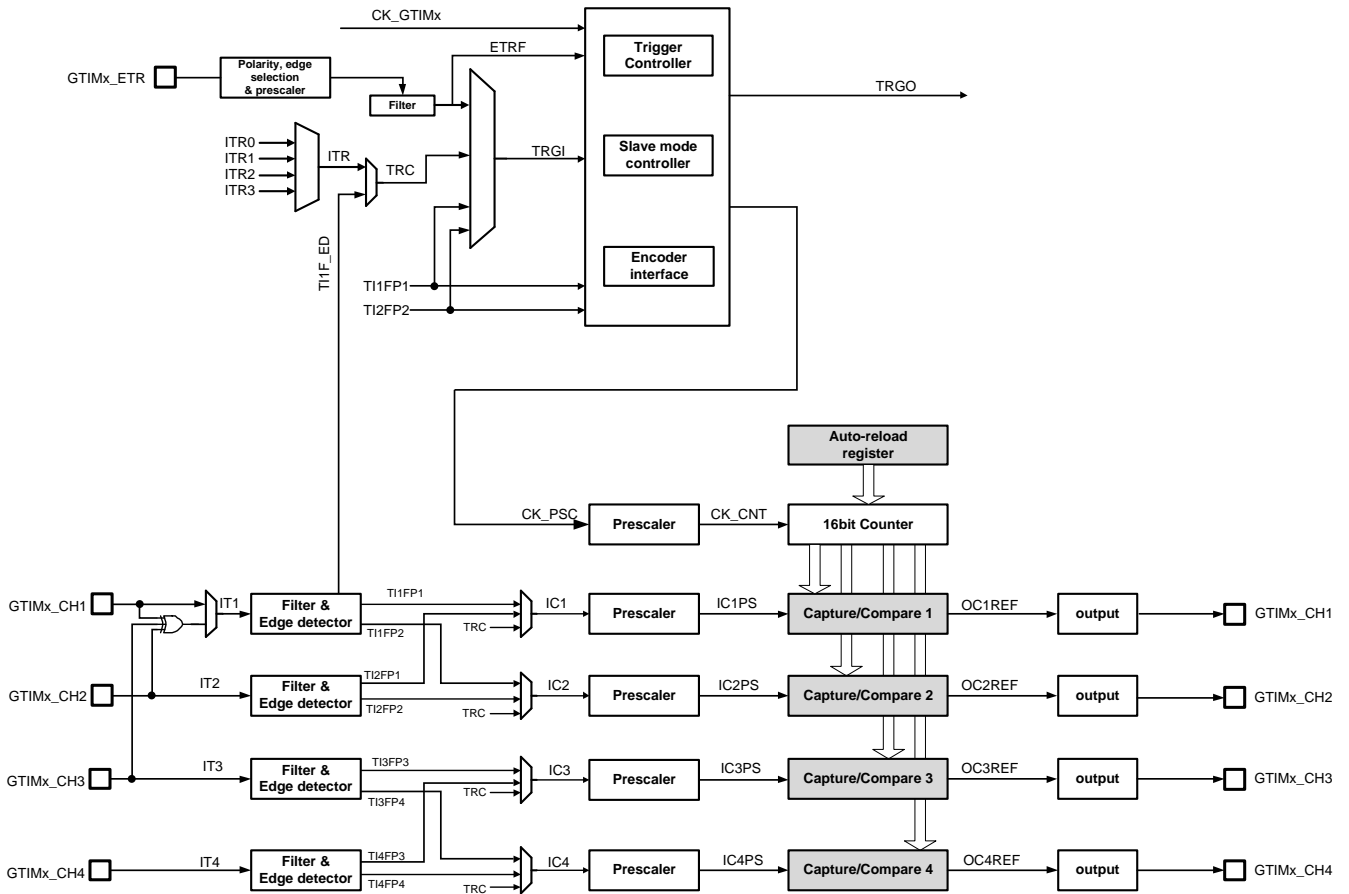 CK_GTIMx
GTIMx_ETR
Polarity, edge
selection
& prescaler
Filter
ETRF
Trigger
Controller
TRGO
ITR0
ITR1
ITR2
ITR3
ITR
TRC
TRGI
Slave mode
controller
TI1F_ED
Encoder
interface
TI1FP1
TI2FP2
Auto-reload
register
CK_PSC
Prescaler
CK_CNT
16bit Counter
GTIMx_CH1
IT1
Filter &
Edge detector
TI1FP1
TI1FP2
TRC
IC1
Prescaler
IC1PS
Capture/Compare 1
OC1REF
output
GTIMx_CH1
GTIMx_CH2
IT2
Filter &
Edge detector
TI2FP1
TI2FP2
TRC
IC2
Prescaler
IC2PS
Capture/Compare 2
OC2REF
output
GTIMx_CH2
GTIMx_CH3
IT3
Filter &
Edge detector
TI3FP3
TI3FP4
TRC
IC3
Prescaler
IC3PS
Capture/Compare 3
OC3REF
output
GTIMx_CH3
GTIMx_CH4
IT4
Filter &
Edge detector
TI4FP3
TI4FP4
TRC
IC4
Prescaler
IC4PS
Capture/Compare 4
OC4REF
output
GTIMx_CH4